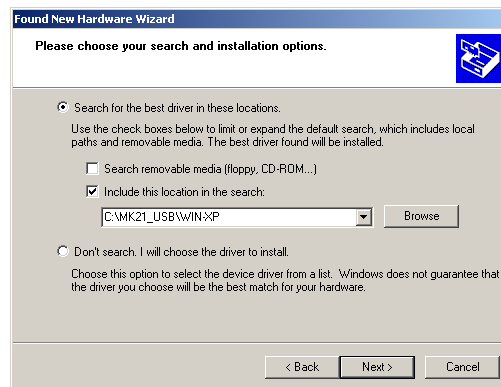 Found New Hardware Wizard
Please choose your search and installation options.
Search for the best driver in these locations.
Use the check boxes below to limit or expand the default search, which includes local
paths and removable media. The best driver found will be installed.
Search removable media (floppy, CD-ROM...)
Include this location in the search:
C:\MK21_USB\WIN-XP
Browse
Don't search. I will choose the driver to install.
Choose this option to select the device driver from a list. Windows does not guarantee that
the driver you choose will be the best match for your hardware.
< Back
Next >
Cancel